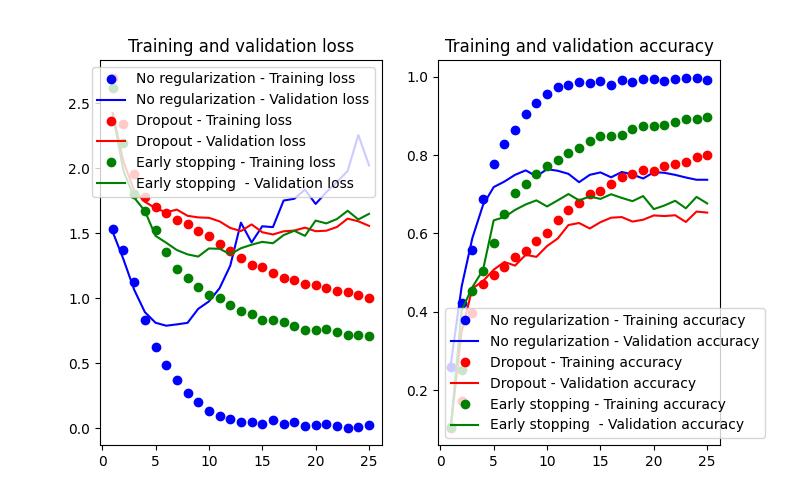 Training and validation loss
No regularization - Training loss
No regularization - Validation loss
Dropout - Training loss
Dropout - Validation loss
Early stopping - Training loss
Early stopping  - Validation loss
2.5
2.0
1.5
1.0
0.5
0.0
0 5 10 15 20 25
Training and validation accuracy
1.0
0.8
0.6
0.4
0.2
No regularization - Training accuracy
No regularization - Validation accuracy
Dropout - Training accuracy
Dropout - Validation accuracy
Early stopping - Training accuracy
Early stopping  - Validation accuracy
0 5 10 15 20 25